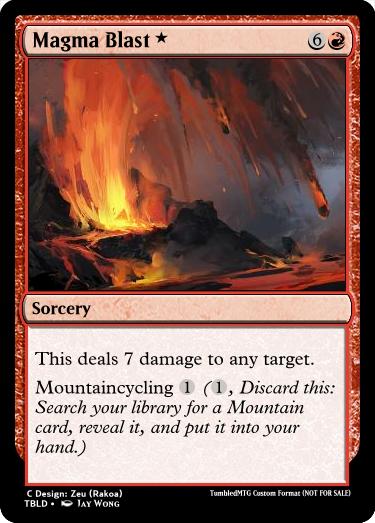 Magma Blast ★ 6
Sorcery
This deals 7 damage to any target.
Mountaincycling 1 (1, Discard this:
Search your library for a Mountain
card, reveal it, and put it into your
hand.)
C Design: Zeu (Rakoa)
TBLD • Jay Wong
TumbledMTG Custom Format (NOT FOR SALE)